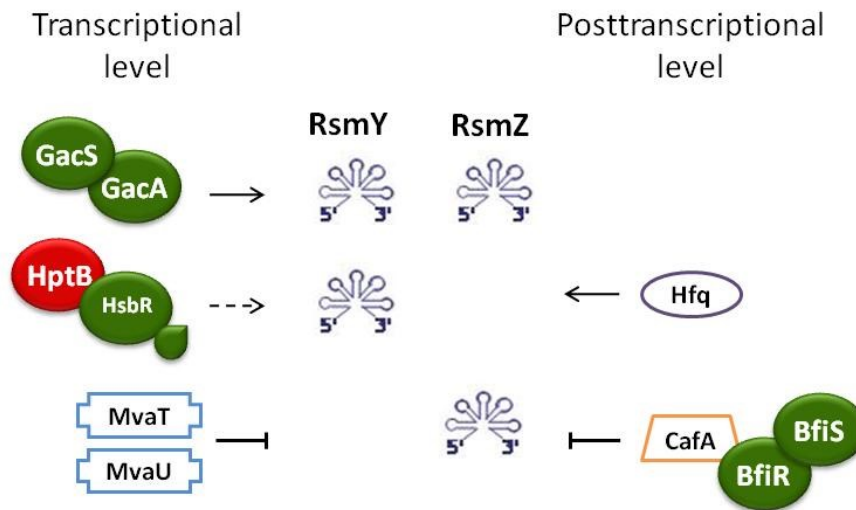 Transcriptional
level
Posttranscriptional
level
RsmY
RsmZ
GacS
GacA
5' 3'
5' 3'
HptB
HsbR
5' 3'
Hfq
MvaT
MvaU
5' 3'
CafA
BfiS
BfiR